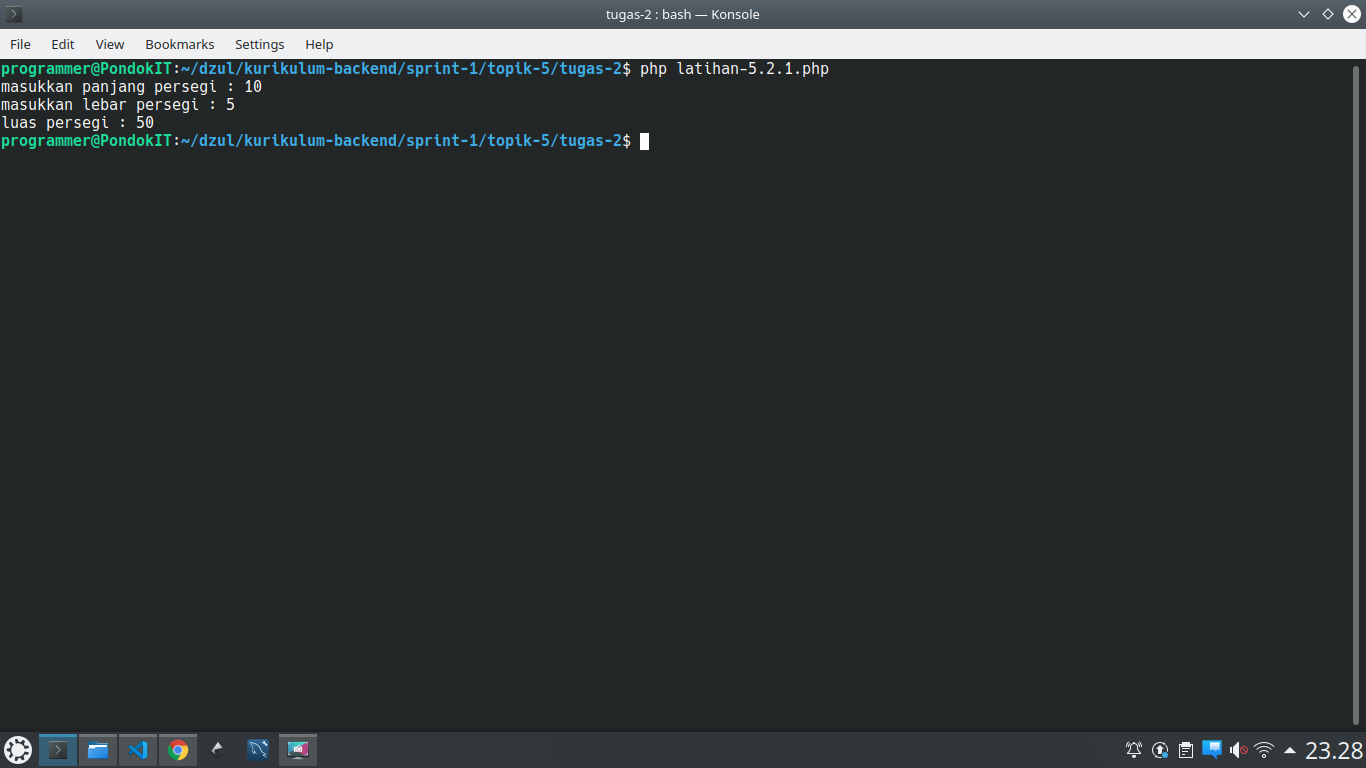 tugas-2 : bash — Konsole
File Edit View Bookmarks Settings Help
programmer@PondokIT:~/dzul/kurikulum-backend/sprint-1/topik-5/tugas-2$ php latihan-5.2.1.php
masukkan panjang persegi : 10
masukkan lebar persegi : 5
luas persegi : 50
programmer@PondokIT:~/dzul/kurikulum-backend/sprint-1/topik-5/tugas-2$
23.28